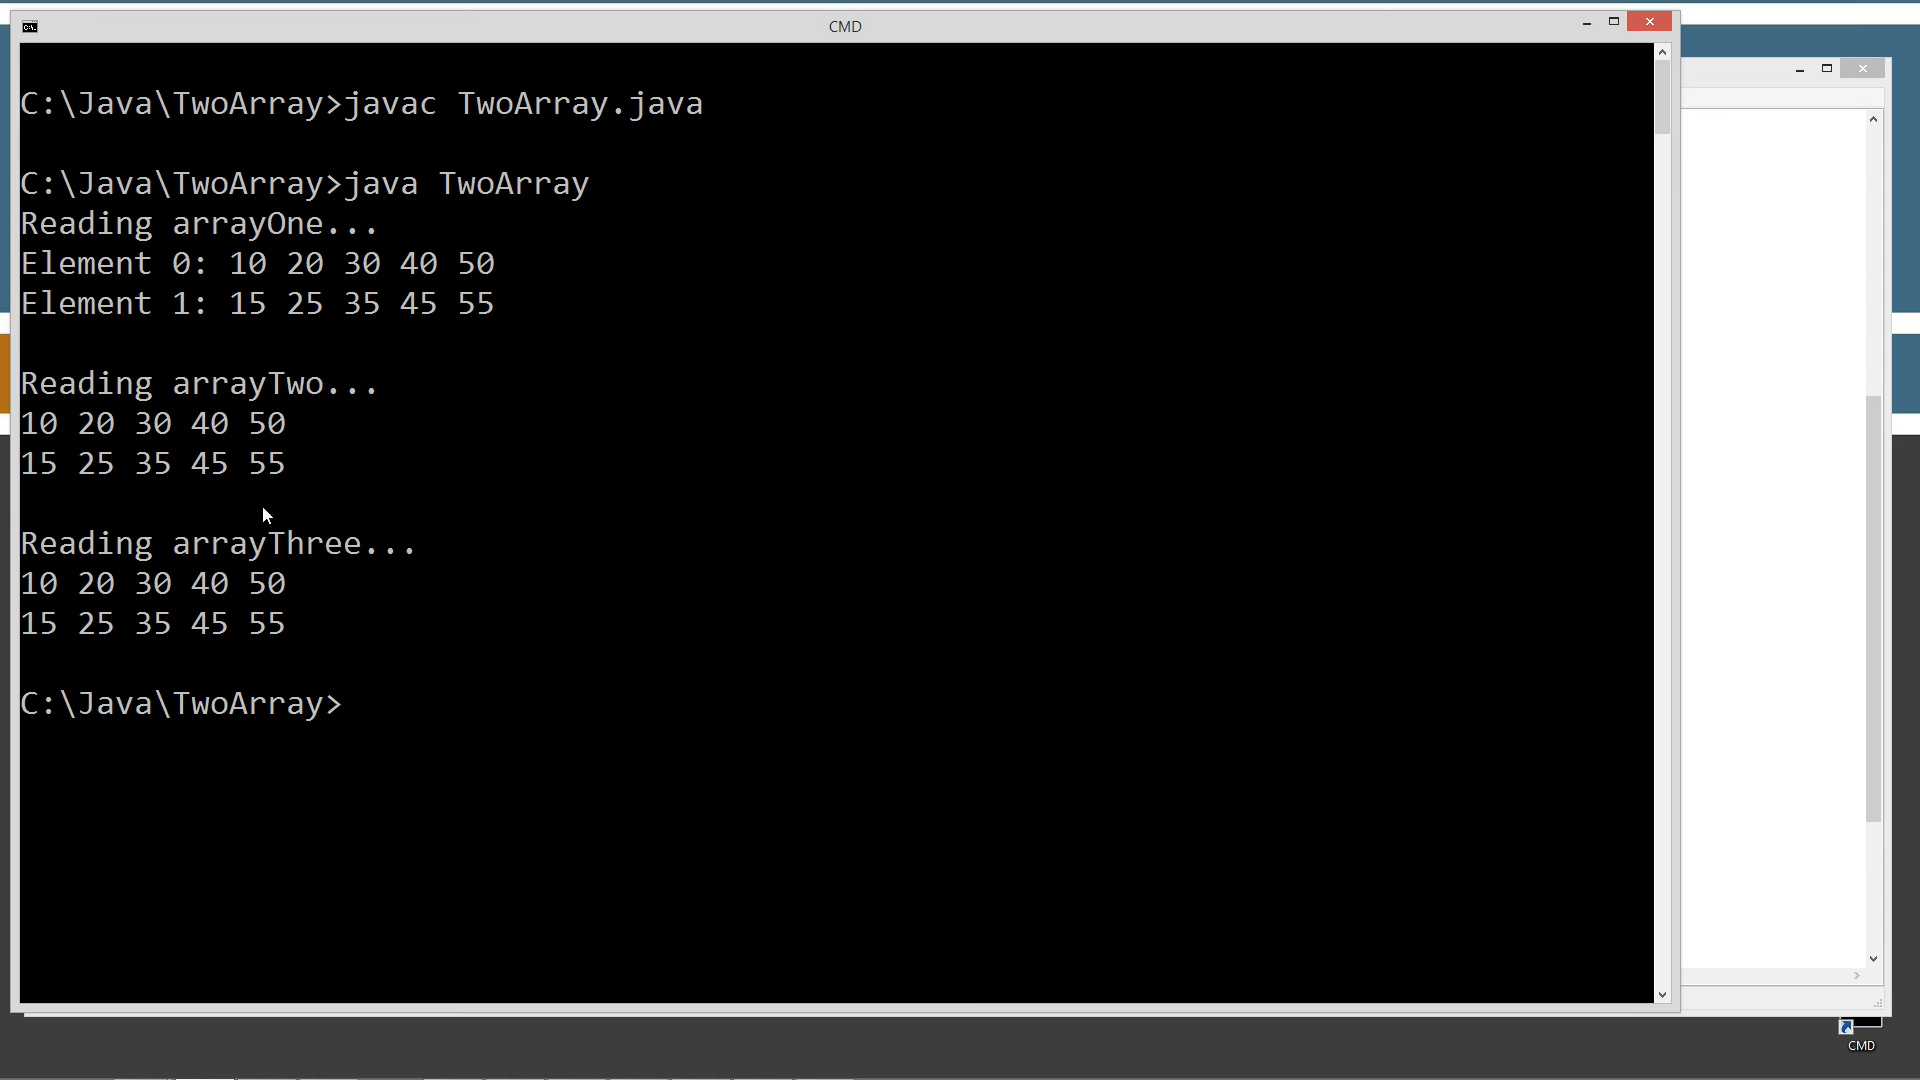 CMD
C:\Java\TwoArray>javac TwoArray.java
C:\Java\TwoArray>java TwoArray
Reading arrayOne...
Element 0: 10 20 30 40 50
Element 1: 15 25 35 45 55
Reading arrayTwo...
10 20 30 40 50
15 25 35 45 55
Reading arrayThree...
10 20 30 40 50
15 25 35 45 55
C:\Java\TwoArray>
CMD